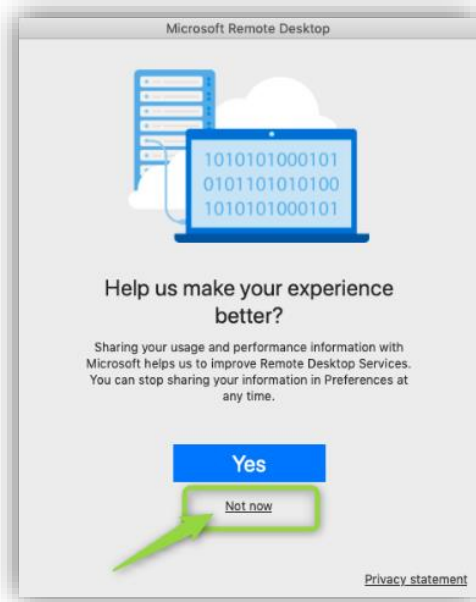 Microsoft Remote Desktop
1010101000101
0101101010100
1010101000101
Help us make your experience
better?
Sharing your usage and performance information with
Microsoft helps us to improve Remote Desktop Services.
You can stop sharing your information in Preferences at
any time.
Yes
Not now
Privacy statement